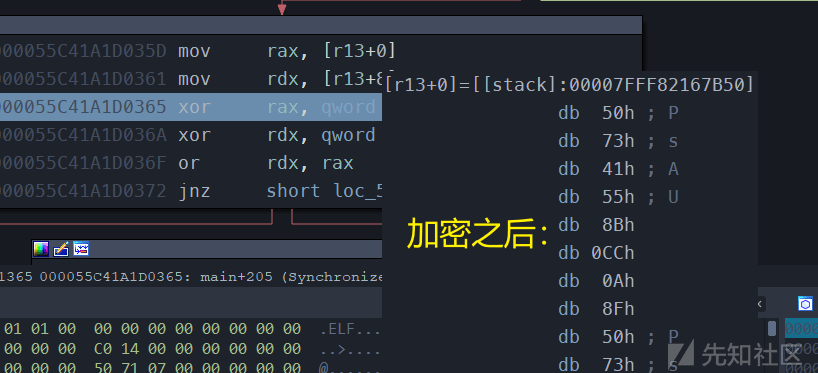 000055C41A1D035D mov rax, [r13+0]
000055C41A1D0361 mov rdx, [r13+8
[r13+0]=[[stack]:00007FFF82167B50]
000055C41A1D0365 xor rax, qword
db 50h ; P
000055C41A1D036A xor rdx, qword
db 73h ; s
000055C41A1D036F or rdx, rax
db 41h ; A
000055C41A1D0372 jnz short loc_5
db 55h ; U
加密之后：
db 8Bh
db 0CCh
db 0Ah
1365 000055C41A1D0365: main+205 (Synchronize
db 8Fh
01 01 00 00 00 00 00 00 00 00 00 .ELF...
db 50h ; P
00 00 00 C0 14 00 00 00 00 00 00 ..>....
db 73h ; s
00 00 00 50 71 07 00 00 00 00 00 @......
先知社区